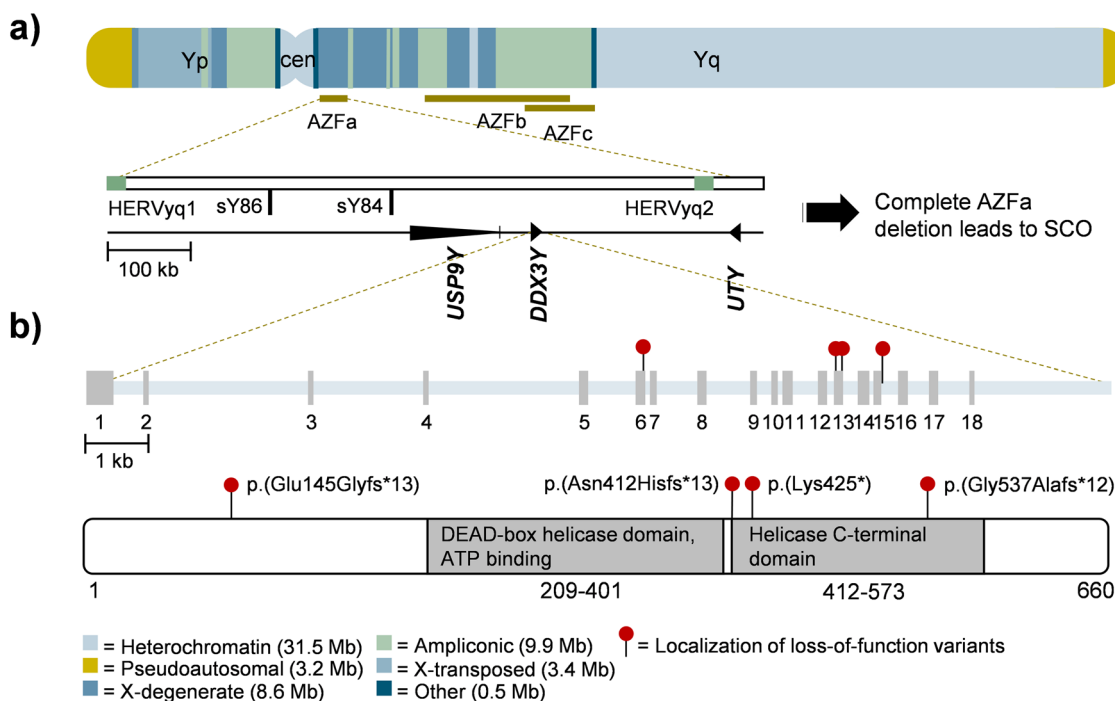 a)
Yp
cen
Yq
AZFa
AZFb
AZFc
HERVyq1
sY86
sY84
HERVyq2
Complete AZFa
deletion leads to SCO
100 kb
USP9Y
DDX3Y
UTY
b)
1 2 3 4 5 6 7 8 9 10 11 12 13 14 15 16 17 18
1 kb
p.(Glu145Glyfs*13)
p.(Asn412Hisfs*13)
p.(Lys425*)
p.(Gly537Alafs*12)
DEAD-box helicase domain,
ATP binding
Helicase C-terminal
domain
1 209-401 412-573 660
= Heterochromatin (31.5 Mb)
= Pseudoautosomal (3.2 Mb)
= X-degenerate (8.6 Mb)
= Ampliconic (9.9 Mb)
= X-transposed (3.4 Mb)
= Other (0.5 Mb)
= Localization of loss-of-function variants